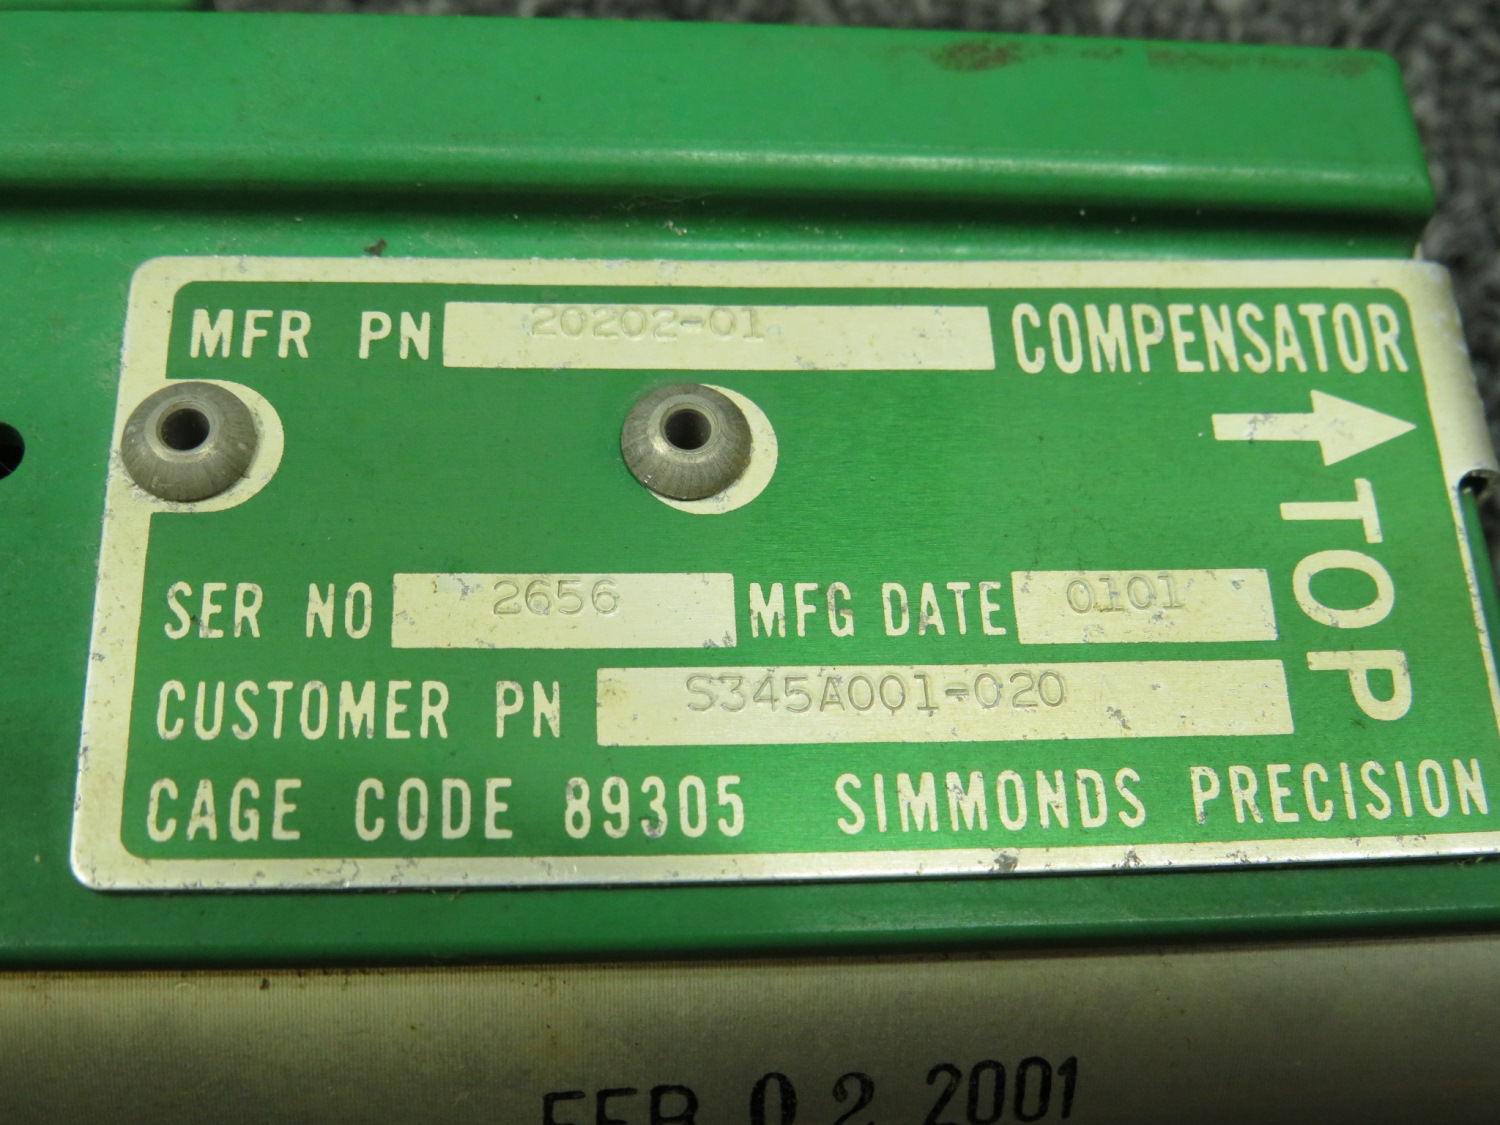 MFR PN 20202-01 COMPENSATOR
TOP
SER NO 2656 MFG DATE 0101
CUSTOMER PN S345A001-020
CAGE CODE 89305 SIMMONDS PRECISION
FEB 02 2001